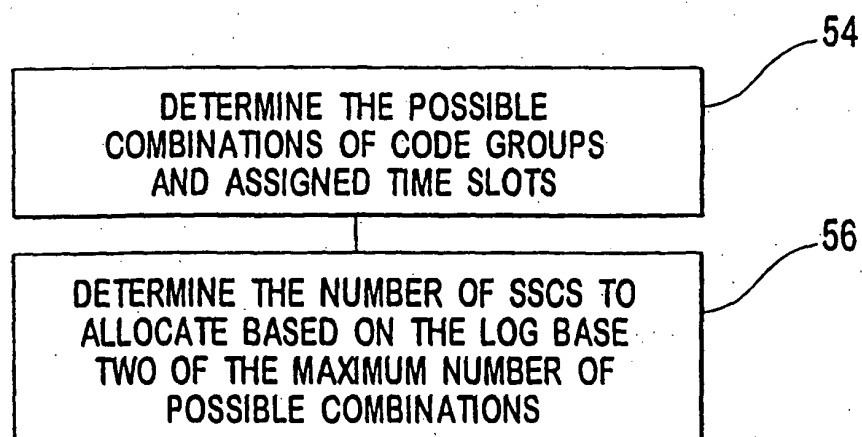 54
DETERMINE THE POSSIBLE
COMBINATIONS OF CODE GROUPS
AND ASSIGNED TIME SLOTS
56
DETERMINE THE NUMBER OF SSCS TO
ALLOCATE BASED ON THE LOG BASE
TWO OF THE MAXIMUM NUMBER OF
POSSIBLE COMBINATIONS